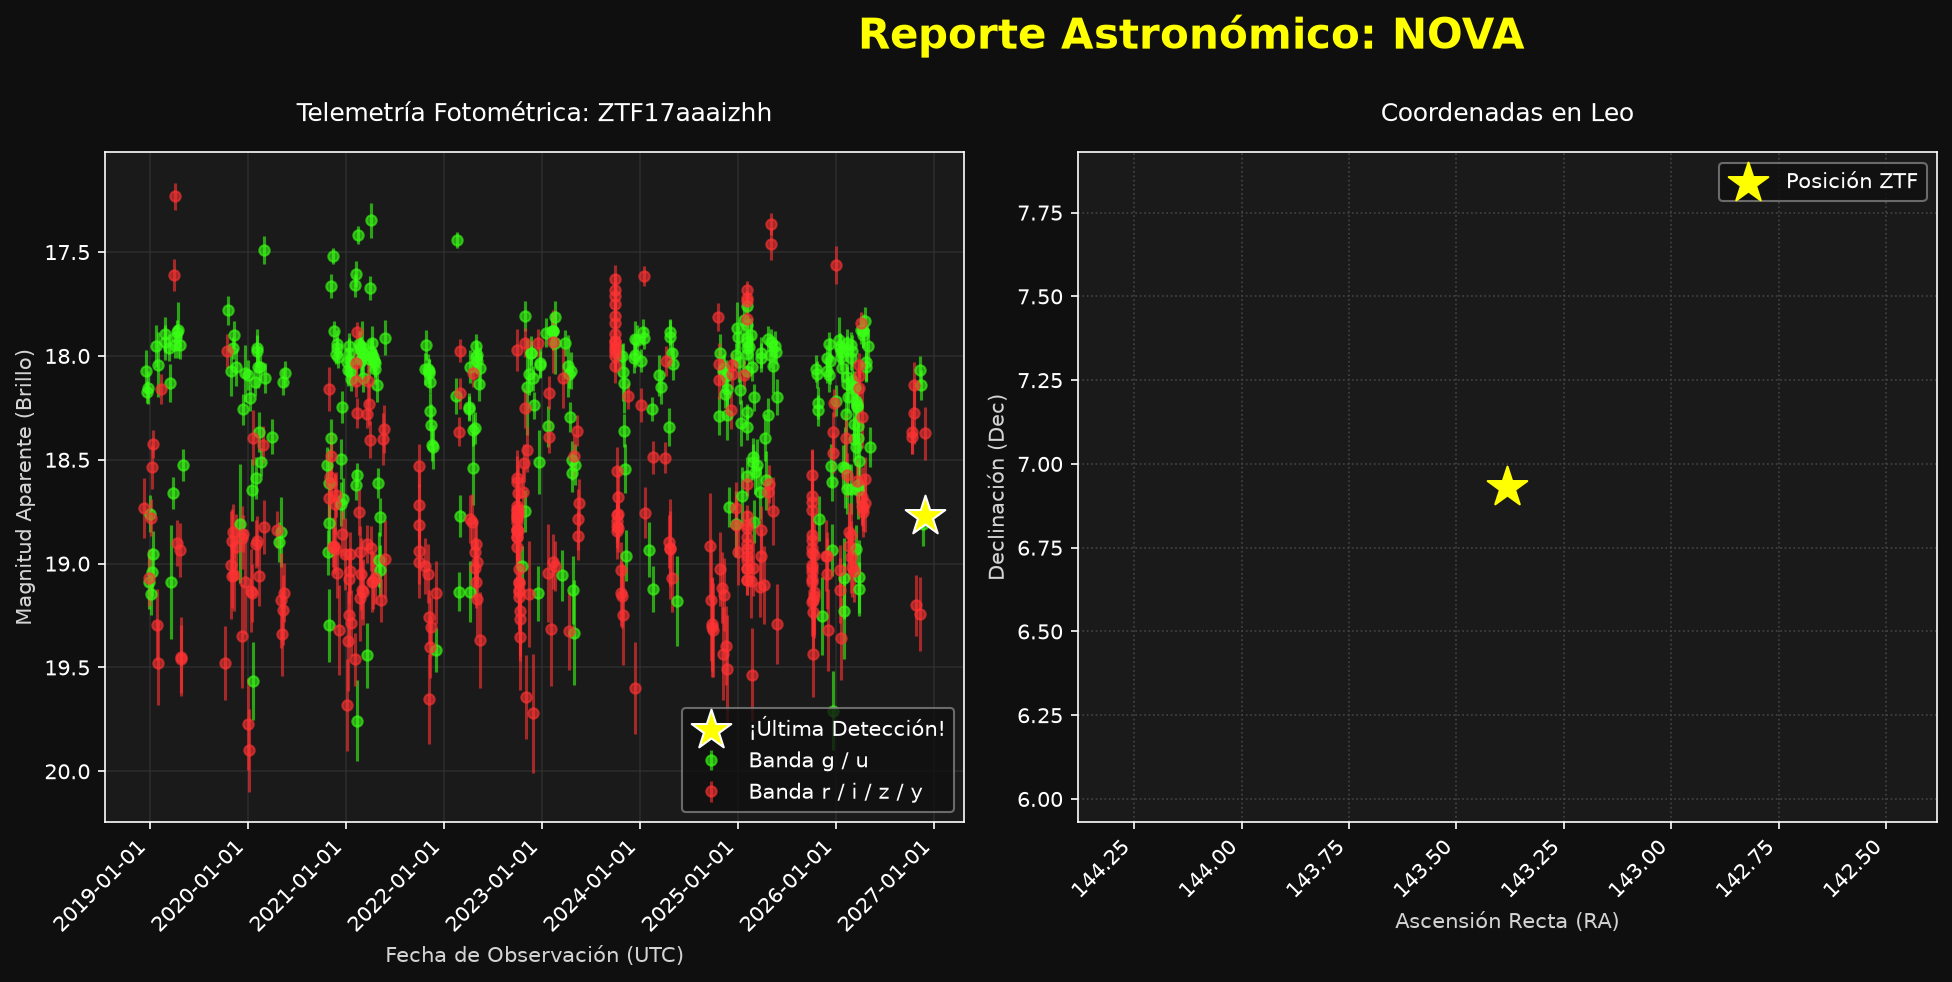 Reporte Astronómico: NOVA
Telemetría Fotométrica: ZTF17aaaizhh
Magnitud Aparente (Brillo)
17.5
18.0
18.5
19.0
19.5
20.0
¡Última Detección!
Banda g / u
Banda r / i / z / y
2019-01-01
2020-01-01
2021-01-01
2022-01-01
2023-01-01
2024-01-01
2025-01-01
2026-01-01
2027-01-01
Fecha de Observación (UTC)
Coordenadas en Leo
Posición ZTF
Declinación (Dec)
7.75
7.50
7.25
7.00
6.75
6.50
6.25
6.00
144.25
144.00
143.75
143.50
143.25
143.00
142.75
142.50
Ascensión Recta (RA)